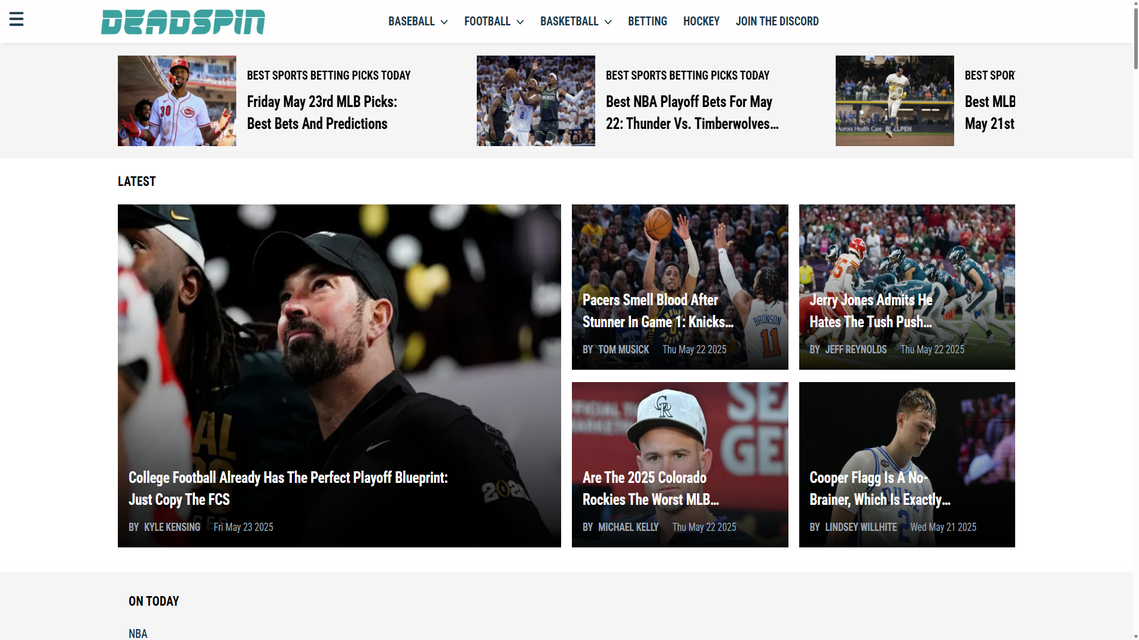 DEADSPIN
BASEBALL
FOOTBALL
BASKETBALL
BETTING
HOCKEY
JOIN THE DISCORD
BEST SPORTS BETTING PICKS TODAY
Friday May 23rd MLB Picks:
Best Bets And Predictions
BEST SPORTS BETTING PICKS TODAY
Best NBA Playoff Bets For May
22: Thunder Vs. Timberwolves...
BEST SPOR
Best MLB
May 21st
LATEST
College Football Already Has The Perfect Playoff Blueprint:
Just Copy The FCS
BY KYLE KENSING Fri May 23 2025
Pacers Smell Blood After
Stunner In Game 1: Knicks...
BY TOM MUSICK Thu May 22 2025
BRUNSON
11
Jerry Jones Admits He
Hates The Tush Push...
BY JEFF REYNOLDS Thu May 22 2025
Are The 2025 Colorado
Rockies The Worst MLB...
BY MICHAEL KELLY Thu May 22 2025
Cooper Flagg Is A No-
Brainer, Which Is Exactly...
BY LINDSEY WILLHITE Wed May 21 2025
ON TODAY
NBA